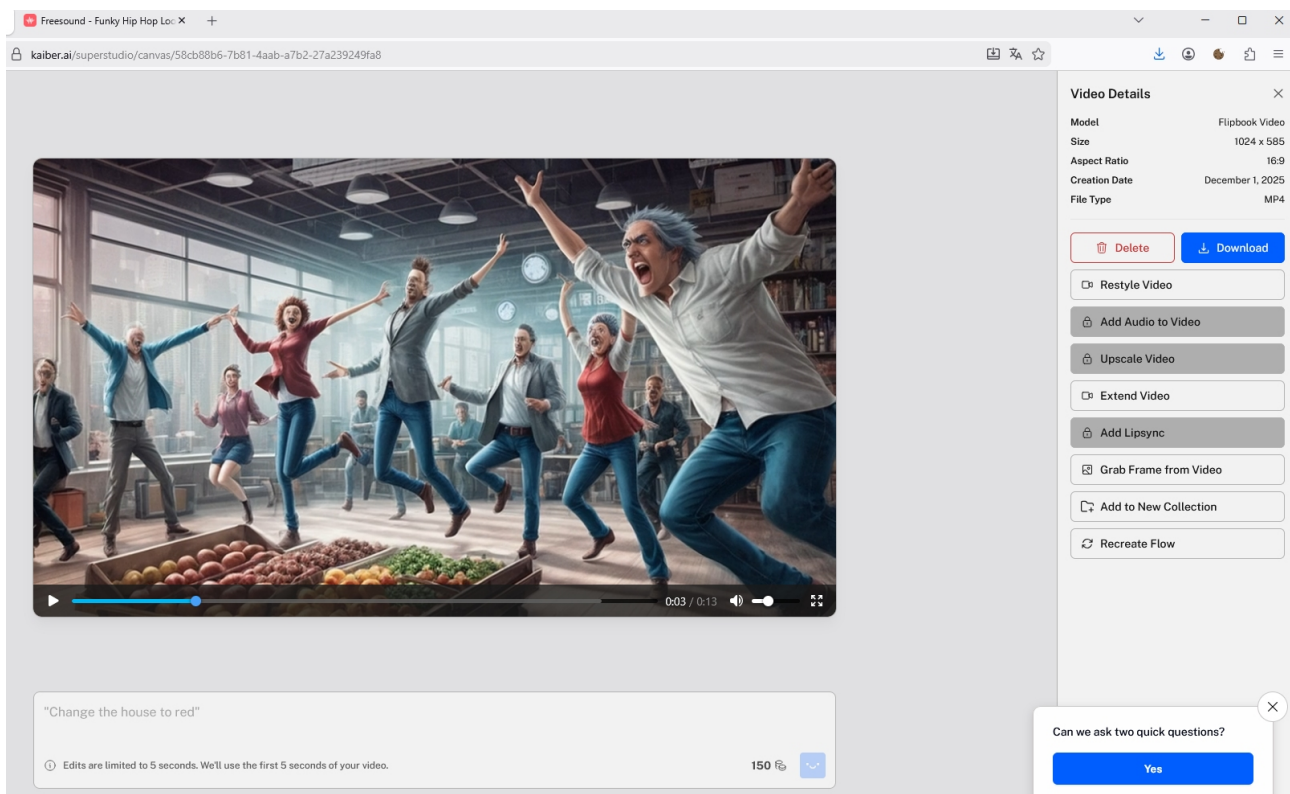 Freesound - Funky Hip Hop Loo
kaiber.ai/superstudio/canvas/58cb88b6-7b81-4aab-a7b2-27a239249fa8
Video Details
Model Flipbook Video
Size 1024 x 585
Aspect Ratio 16:9
Creation Date December 1, 2025
File Type MP4
Delete Download
Restyle Video
Add Audio to Video
Upscale Video
Extend Video
Add Lipsync
Grab Frame from Video
Add to New Collection
Recreate Flow
0:03 / 0:13
"Change the house to red"
Edits are limited to 5 seconds. We'll use the first 5 seconds of your video.
150
Can we ask two quick questions?
Yes